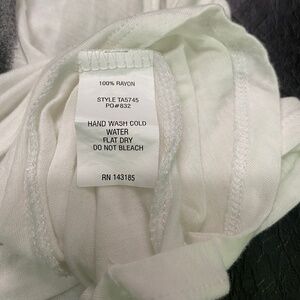 100% RAYON
STYLE TA5745
PO#832
HAND WASH COLD
WATER
FLAT DRY
DO NOT BLEACH
RN 143185